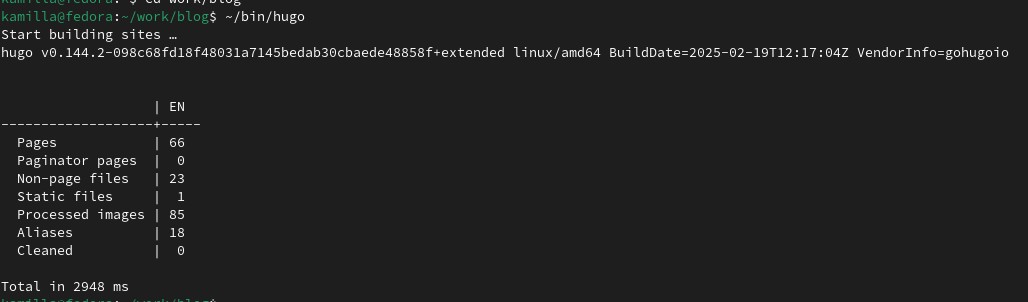 kamilla@fedora:~$ cd work/blog
kamilla@fedora:~/work/blog$ ~/bin/hugo
Start building sites …
hugo v0.144.2-098c68fd18f48031a7145bedab30cbaede48858f+extended linux/amd64 BuildDate=2025-02-19T12:17:04Z VendorInfo=gohugoio
| EN
-------------------+-----
Pages | 66
Paginator pages | 0
Non-page files | 23
Static files | 1
Processed images | 85
Aliases | 18
Cleaned | 0
Total in 2948 ms
kamilla@fedora:~/work/blog$